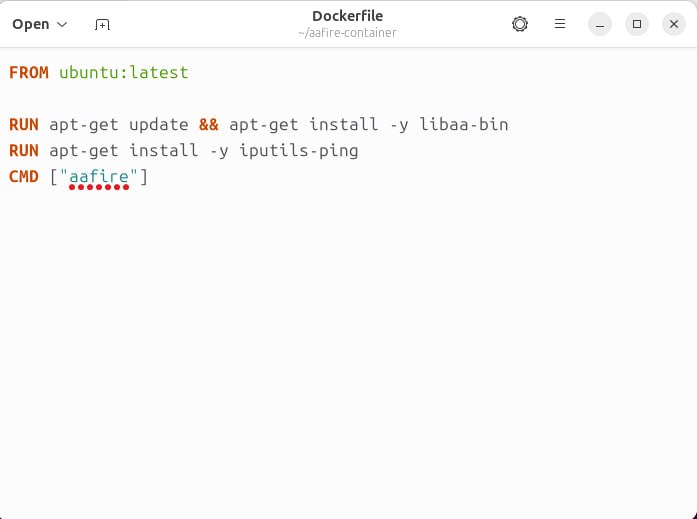 Open
Dockerfile
~/aafire-container
FROM ubuntu:latest
RUN apt-get update && apt-get install -y libaa-bin
RUN apt-get install -y iputils-ping
CMD ["aafire"]